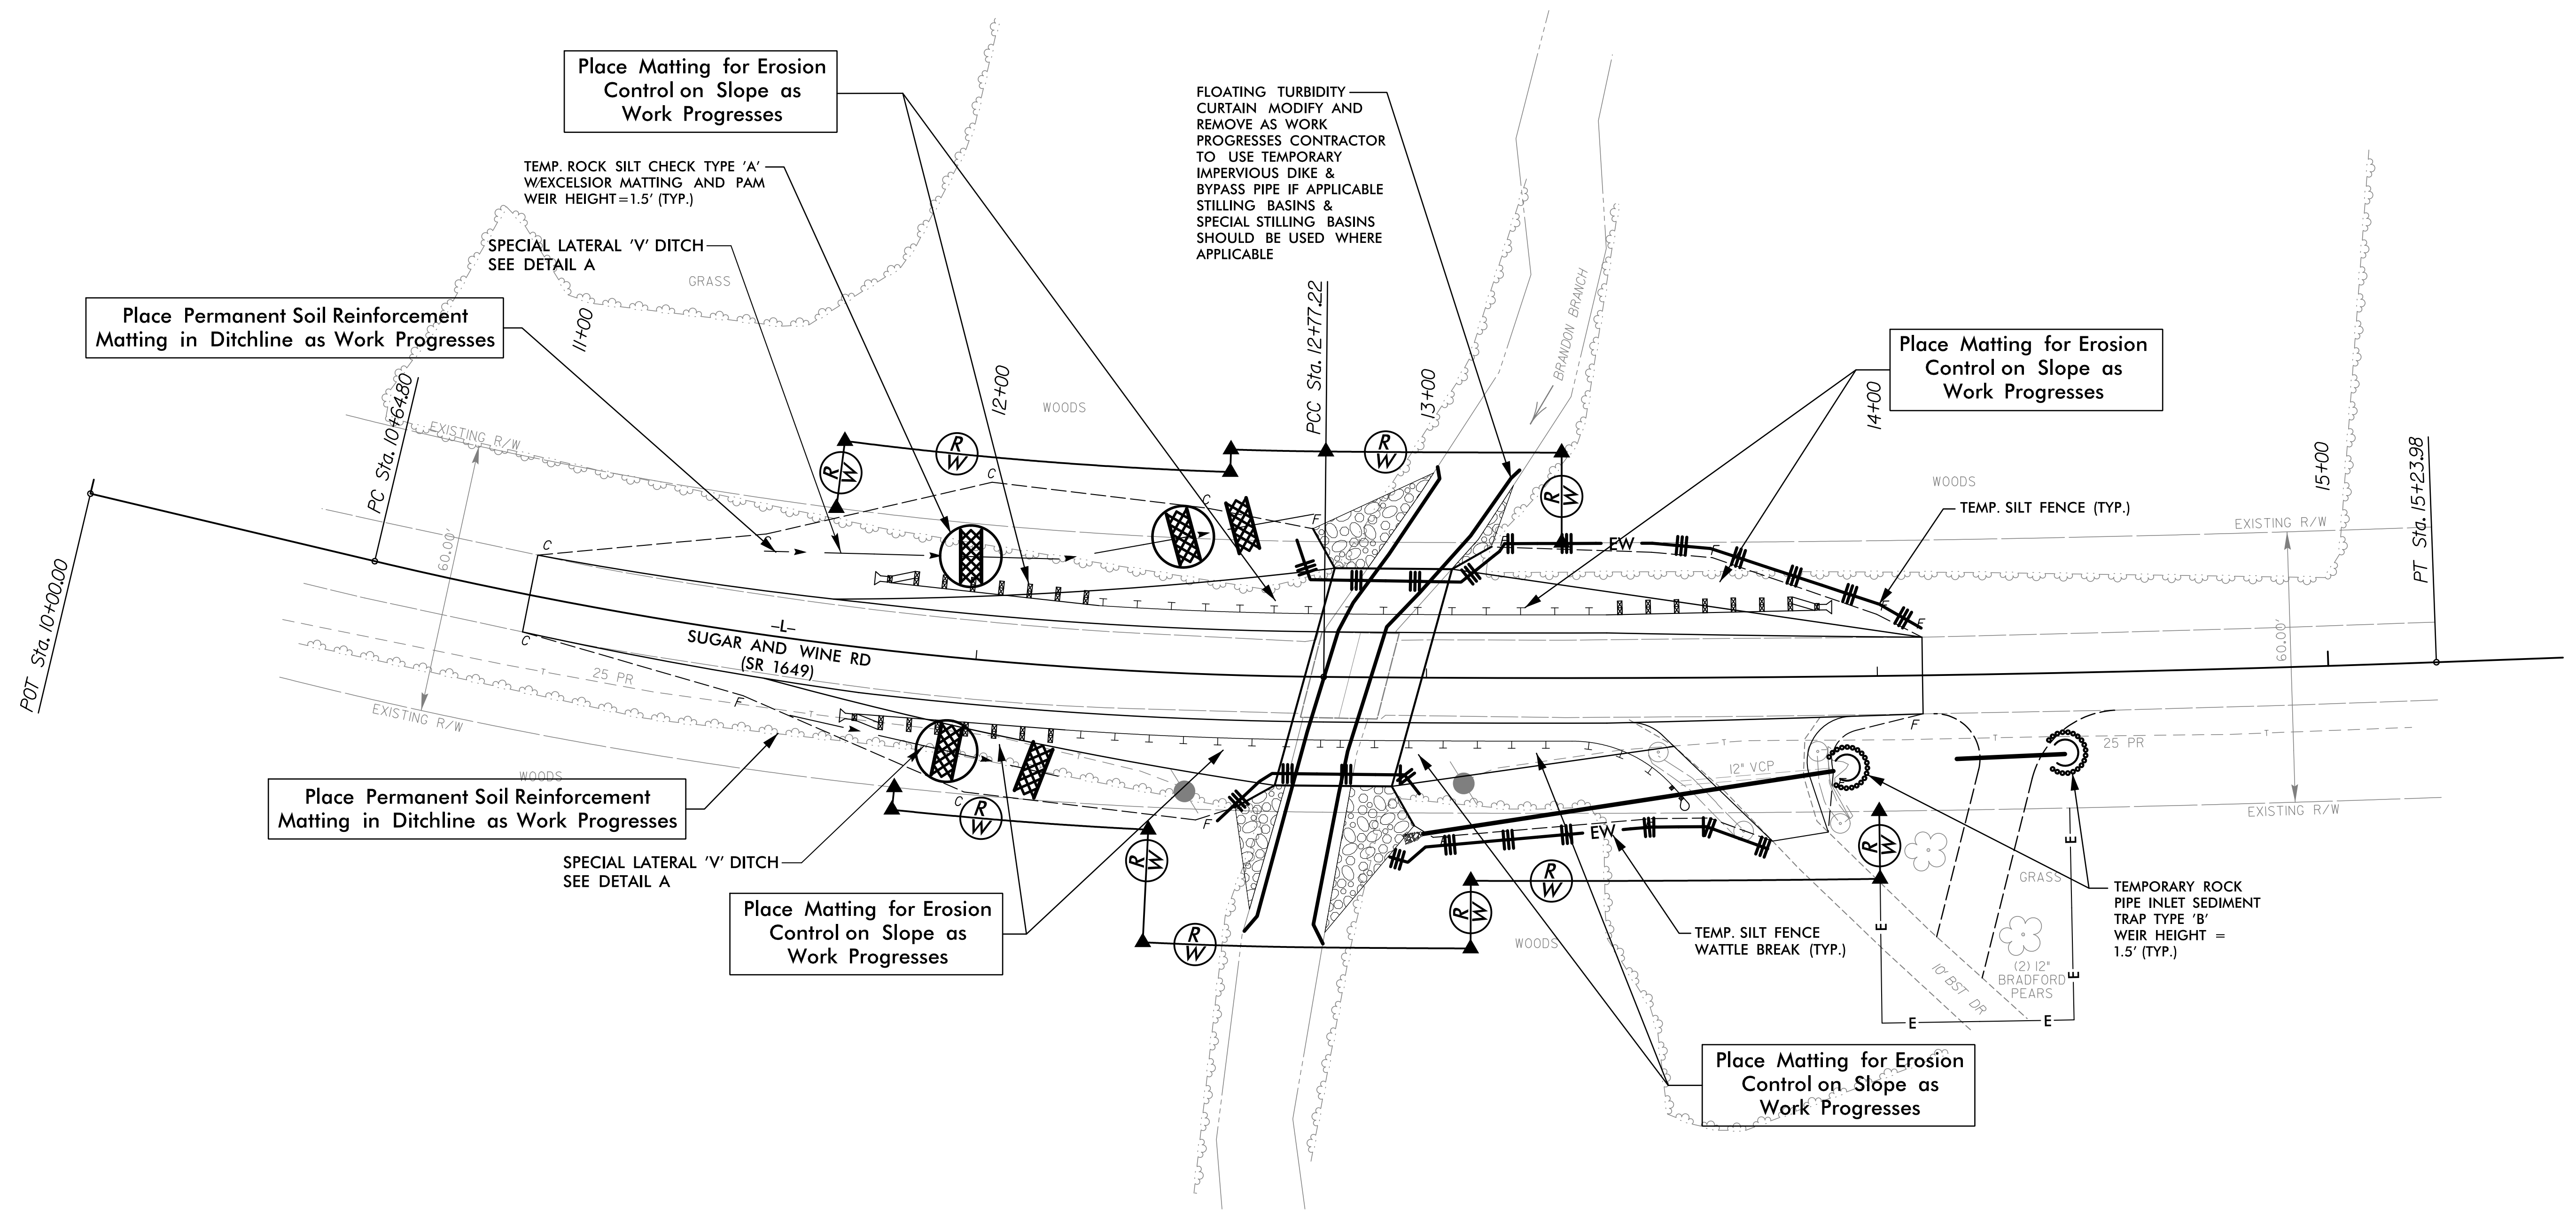 Place Matting for Erosion
Control on Slope as
Work Progresses
TEMP. ROCK SILT CHECK TYPE 'A'
W/EXCELSIOR MATTING AND PAM
WEIR HEIGHT=1.5' (TYP.)
SPECIAL LATERAL 'V' DITCH
SEE DETAIL A
GRASS
Place Permanent Soil Reinforcement
Matting in Ditchline as Work Progresses
FLOATING TURBIDITY
CURTAIN MODIFY AND
REMOVE AS WORK
PROGRESSES CONTRACTOR
TO USE TEMPORARY
IMPERVIOUS DIKE &
BYPASS PIPE IF APPLICABLE
STILLING BASINS &
SPECIAL STILLING BASINS
SHOULD BE USED WHERE
APPLICABLE
BRANDON BRANCH
Place Matting for Erosion
Control on Slope as
Work Progresses
POT Sta. 10+00.00
PC Sta. 10+64.80
11+00
12+00
PCC Sta. 12+77.22
13+00
14+00
15+00
PT Sta. 15+23.98
WOODS
WOODS
TEMP. SILT FENCE (TYP.)
EXISTING R/W
EXISTING R/W
60.00'
60.00'
R/W
R/W
R/W
R/W
C
C
C
C
F
F
F
F
EW
-L-
SUGAR AND WINE RD
(SR 1649)
25 PR
EXISTING R/W
C
F
C
F
F
T
T
T
T
T
25 PR
12" VCP
EXISTING R/W
EW
WOODS
Place Permanent Soil Reinforcement
Matting in Ditchline as Work Progresses
SPECIAL LATERAL 'V' DITCH
SEE DETAIL A
Place Matting for Erosion
Control on Slope as
Work Progresses
R/W
R/W
R/W
R/W
R/W
R/W
WOODS
TEMP. SILT FENCE
WATTLE BREAK (TYP.)
GRASS
E
E
E
E
E
(2) 12"
BRADFORD
PEARS
10' BST DR
TEMPORARY ROCK
PIPE INLET SEDIMENT
TRAP TYPE 'B'
WEIR HEIGHT =
1.5' (TYP.)
Place Matting for Erosion
Control on Slope as
Work Progresses